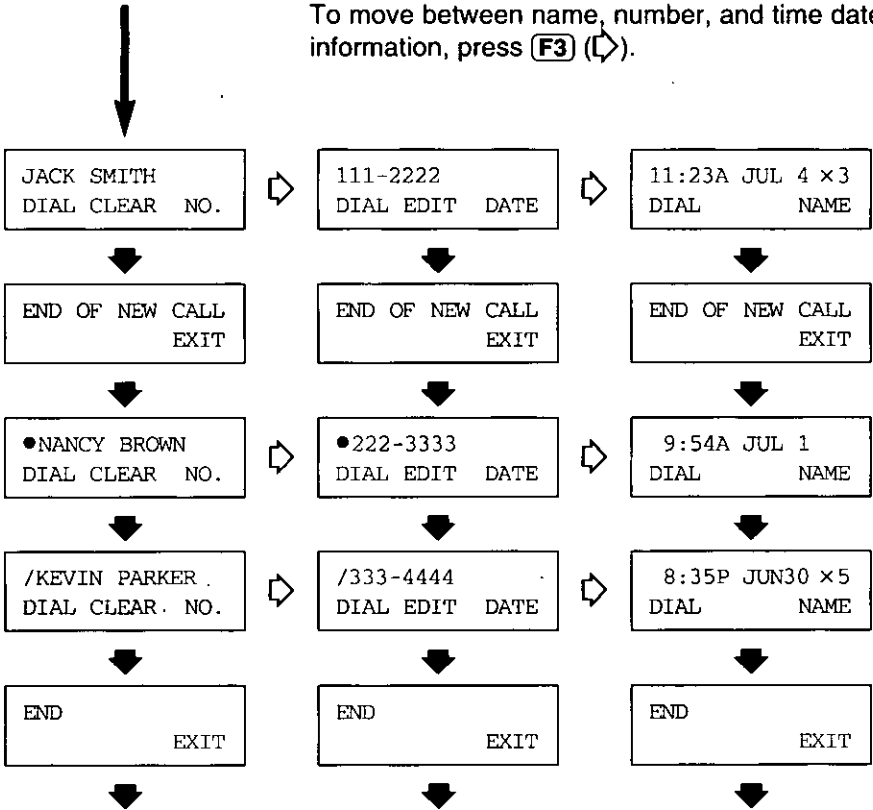 To move between name, number, and time date
information, press F3 (⇨).
JACK SMITH
DIAL CLEAR NO.
111-2222
DIAL EDIT DATE
11:23A JUL 4 ×3
DIAL NAME
END OF NEW CALL
EXIT
END OF NEW CALL
EXIT
END OF NEW CALL
EXIT
●NANCY BROWN
DIAL CLEAR NO.
●222-3333
DIAL EDIT DATE
9:54A JUL 1
DIAL NAME
/KEVIN PARKER
DIAL CLEAR NO.
/333-4444
DIAL EDIT DATE
8:35P JUN30 ×5
DIAL NAME
END
EXIT
END
EXIT
END
EXIT